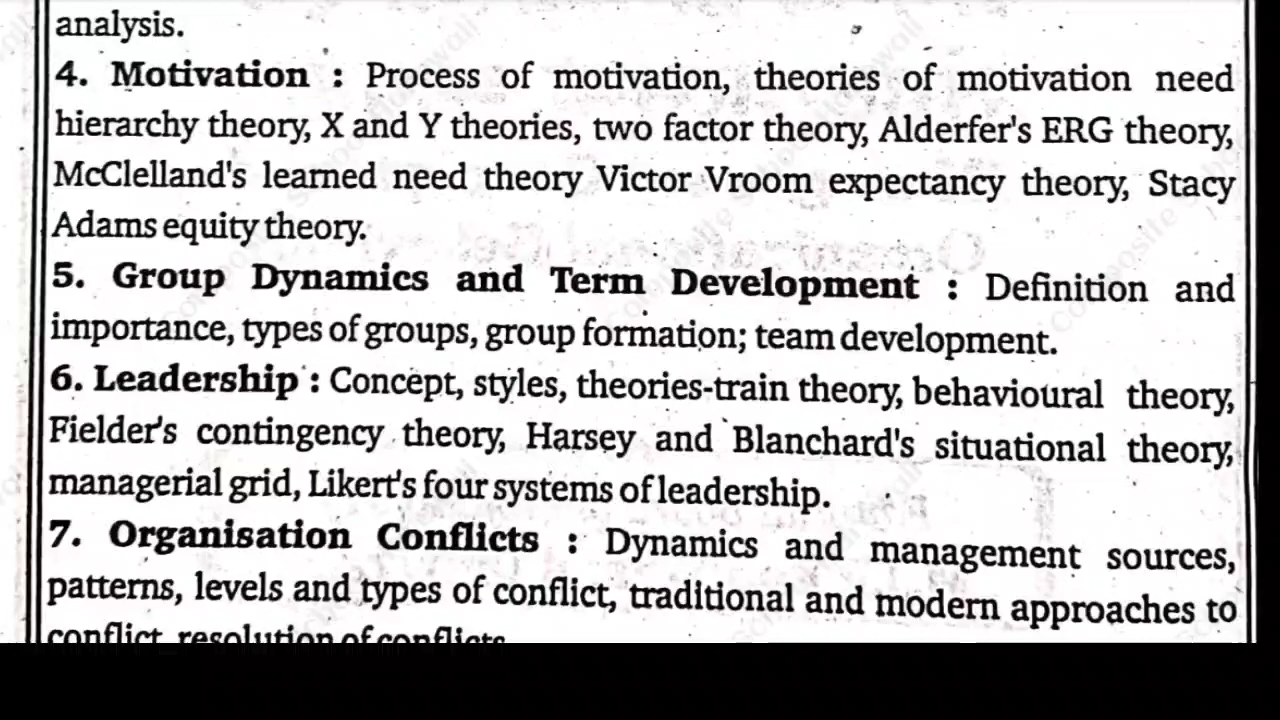 analysis.
4. Motivation : Process of motivation, theories of motivation need
hierarchy theory, X and Y theories, two factor theory, Alderfer's ERG theory,
McClelland's learned need theory Victor Vroom expectancy theory, Stacy
Adams equity theory.
5. Group Dynamics and Term Development : Definition and
importance, types of groups, group formation; team development.
6. Leadership : Concept, styles, theories-train theory, behavioural theory,
Fielder's contingency theory, Harsey and Blanchard's situational theory,
managerial grid, Likert's four systems of leadership.
7. Organisation Conflicts : Dynamics and management sources,
patterns, levels and types of conflict, traditional and modern approaches to
conflict, resolution of conflicts